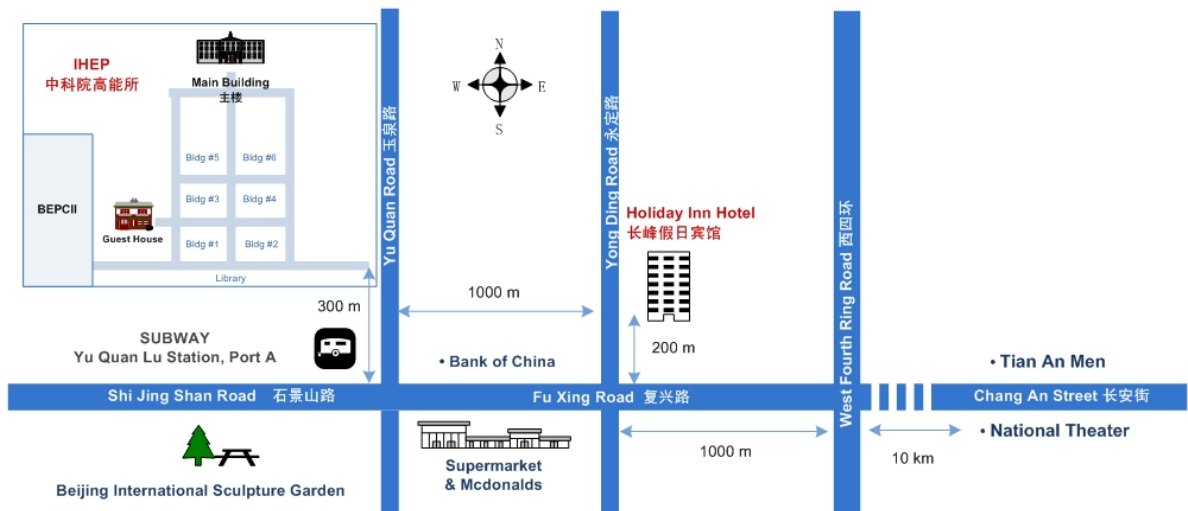 IHEP
中科院高能所
Main Building
主楼
Bldg #5
Bldg #6
Bldg #3
Bldg #4
Bldg #1
Bldg #2
BEPCII
Guest House
Library
Yu Quan Road 玉泉路
N
W
E
S
Yong Ding Road 永定路
Holiday Inn Hotel
长峰假日宾馆
West Fourth Ring Road 西四环
300 m
1000 m
200 m
SUBWAY
Yu Quan Lu Station, Port A
• Bank of China
• Tian An Men
Shi Jing Shan Road 石景山路
Fu Xing Road 复兴路
Chang An Street 长安街
• National Theater
1000 m
10 km
Supermarket
& Mcdonalds
Beijing International Sculpture Garden